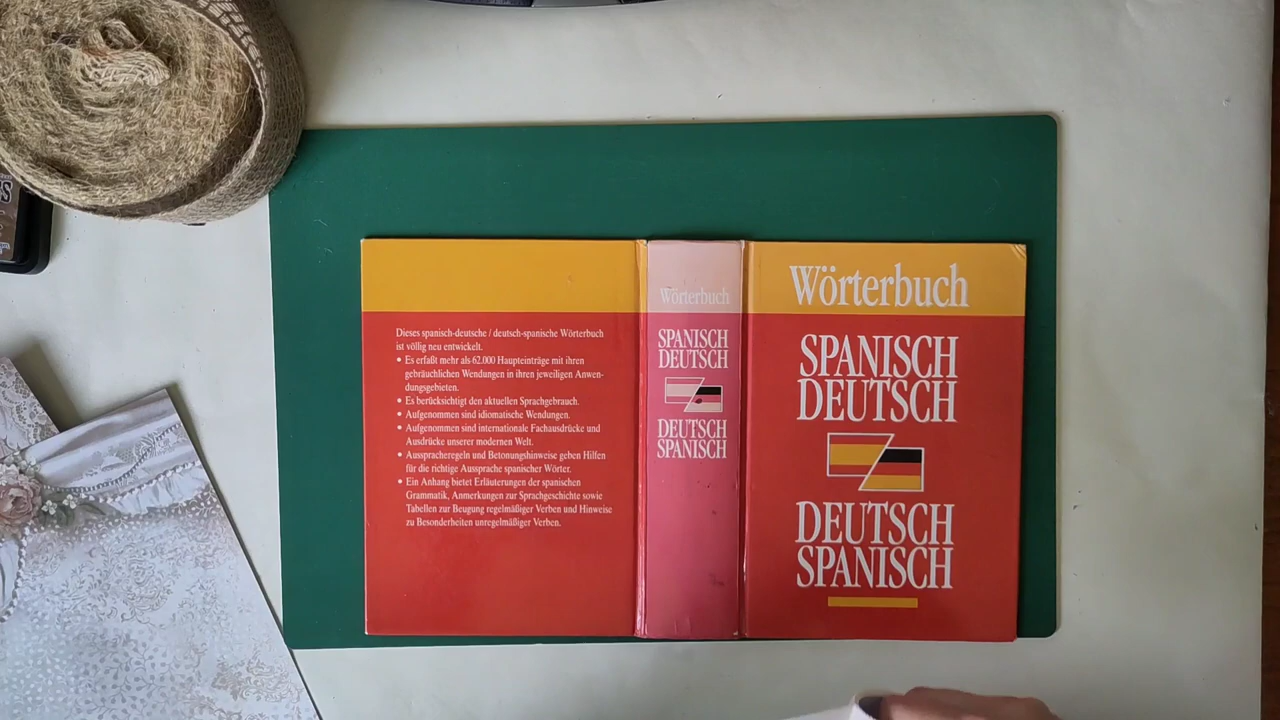 Dieses spanisch-deutsche / deutsch-spanische Wörterbuch
ist völlig neu entwickelt.
• Es erfaßt mehr als 62.000 Haupteinträge mit ihren
gebräuchlichen Wendungen in ihren jeweiligen Anwen-
dungsgebieten.
• Es berücksichtigt den aktuellen Sprachgebrauch.
• Aufgenommen sind idiomatische Wendungen.
• Aufgenommen sind internationale Fachausdrücke und
Ausdrücke unserer modernen Welt.
• Ausspracheregeln und Betonungshinweise geben Hilfen
für die richtige Aussprache spanischer Wörter.
• Ein Anhang bietet Erläuterungen der spanischen
Grammatik, Anmerkungen zur Sprachgeschichte sowie
Tabellen zur Beugung regelmäßiger Verben und Hinweise
zu Besonderheiten unregelmäßiger Verben.
Wörterbuch
SPANISCH
DEUTSCH
DEUTSCH
SPANISCH
Wörterbuch
SPANISCH
DEUTSCH
DEUTSCH
SPANISCH